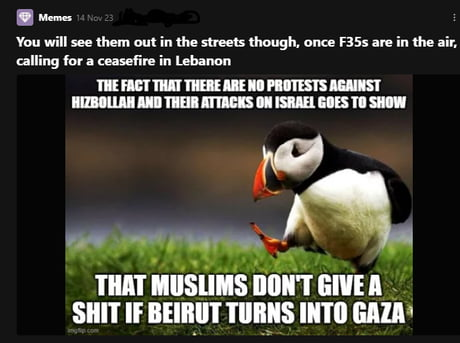 Memes 14 Nov 23
You will see them out in the streets though, once F35s are in the air,
calling for a ceasefire in Lebanon
THE FACT THAT THERE ARE NO PROTESTS AGAINST
HIZBOLLAH AND THEIR ATTACKS ON ISRAEL GOES TO SHOW
THAT MUSLIMS DON'T GIVE A
SHIT IF BEIRUT TURNS INTO GAZA
imgflip.com